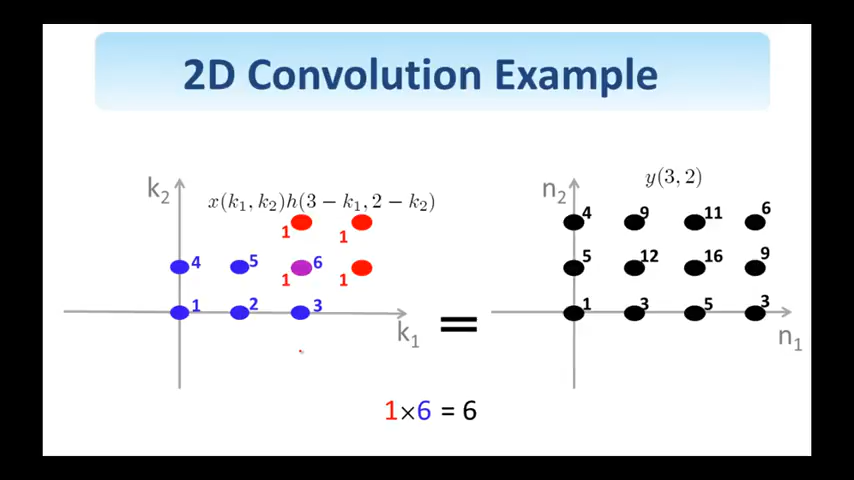 2D Convolution Example
k₂
x(k₁, k₂)h(3 − k₁, 2 − k₂)
1 1
4 5 6
1 1
1 2 3
k₁
=
n₂
y(3, 2)
4 9 11 6
5 12 16 9
1 3 5 3
n₁
1×6 = 6